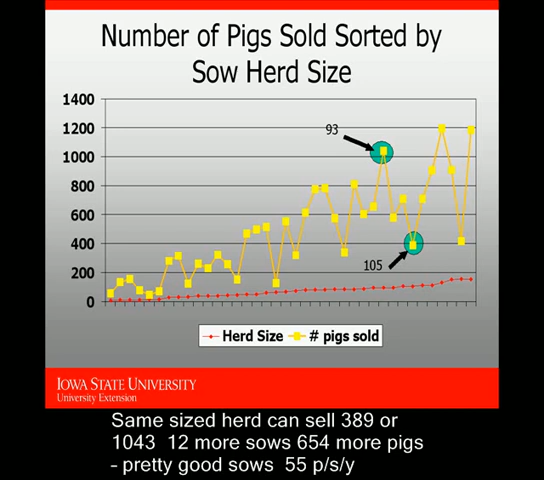 Number of Pigs Sold Sorted by
Sow Herd Size
1400
1200
1000
800
600
400
200
0
93
105
Herd Size # pigs sold
IOWA STATE UNIVERSITY
University Extension
Same sized herd can sell 389 or
1043  12 more sows 654 more pigs
– pretty good sows  55 p/s/y